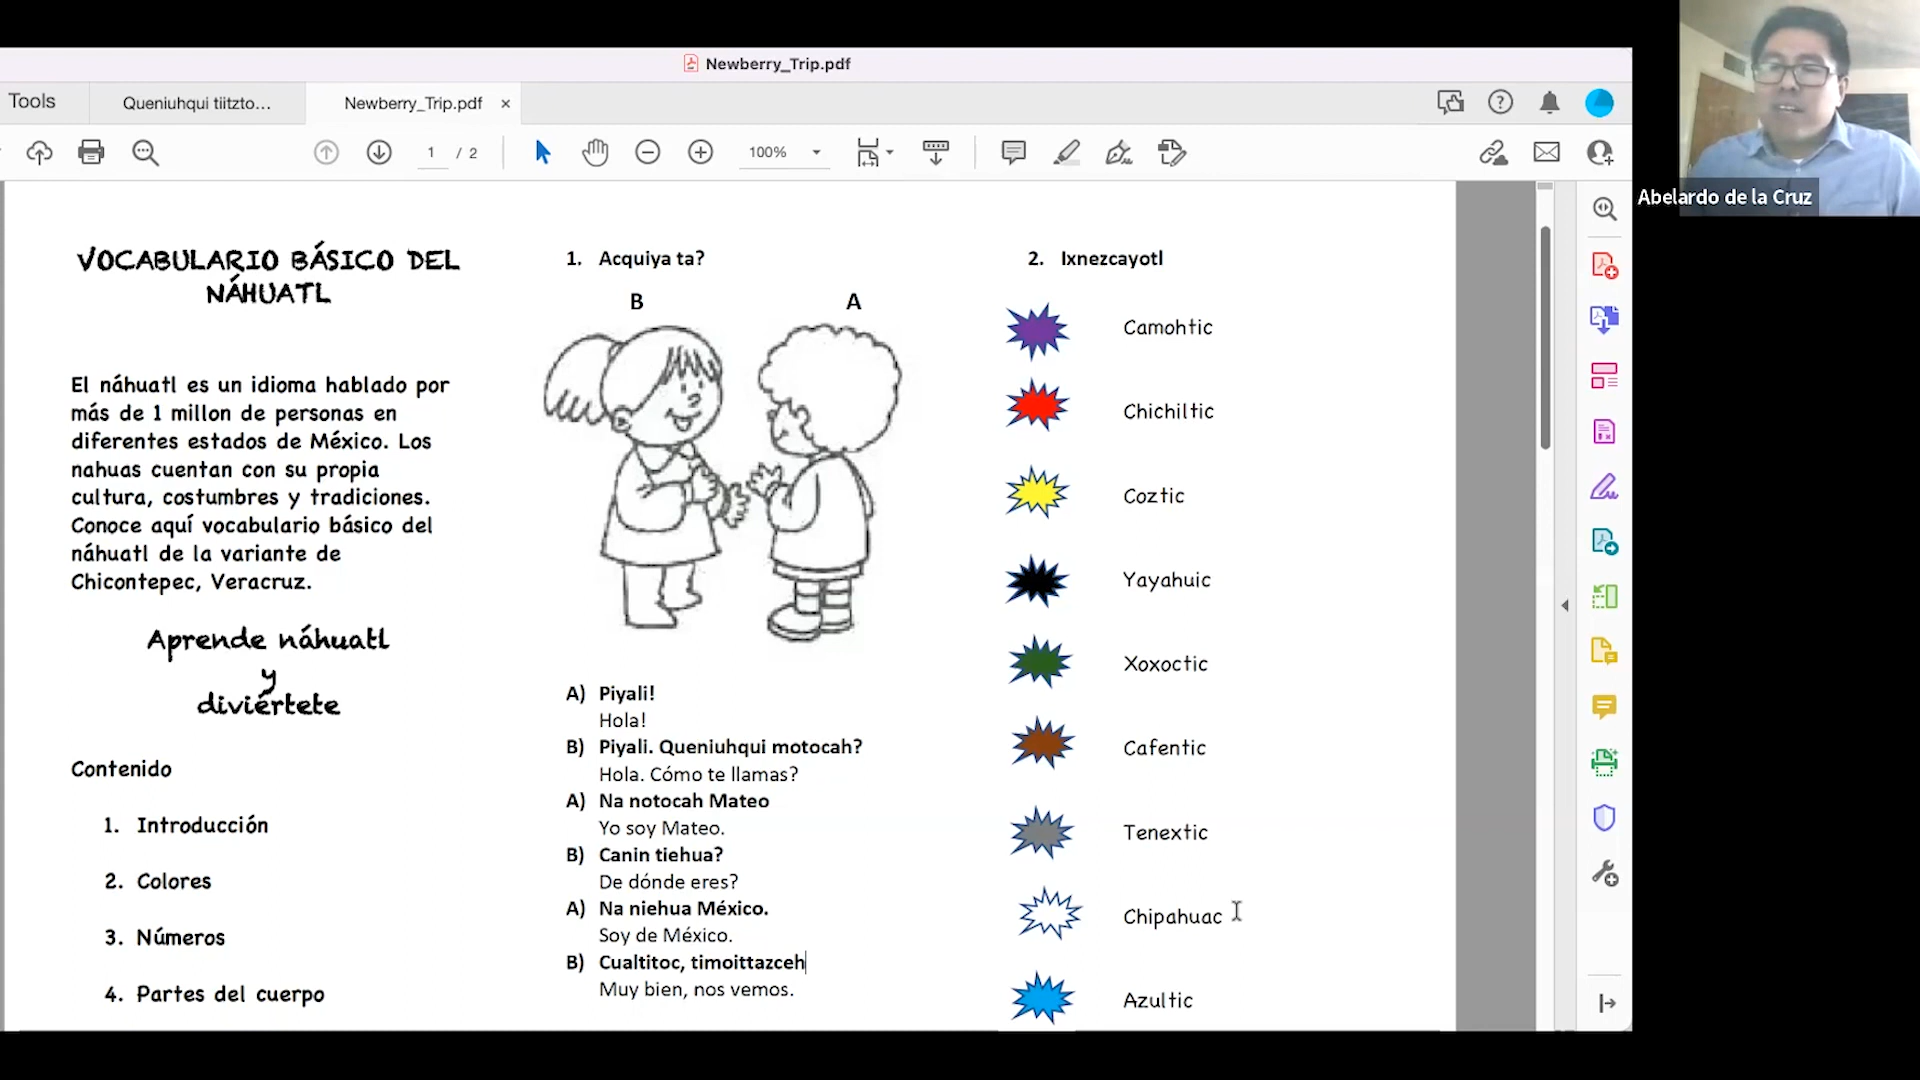 Newberry_Trip.pdf
Tools
Queniuhqui tiitzto...
Newberry_Trip.pdf
1 / 2
100%
Abelardo de la Cruz
VOCABULARIO BÁSICO DEL
NÁHUATL
El náhuatl es un idioma hablado por
más de 1 millon de personas en
diferentes estados de México. Los
nahuas cuentan con su propia
cultura, costumbres y tradiciones.
Conoce aquí vocabulario básico del
náhuatl de la variante de
Chicontepec, Veracruz.
Aprende náhuatl
y
diviértete
Contenido
1. Introducción
2. Colores
3. Números
4. Partes del cuerpo
1. Acquiya ta?
B A
A) Piyali!
Hola!
B) Piyali. Queniuhqui motocah?
Hola. Cómo te llamas?
A) Na notocah Mateo
Yo soy Mateo.
B) Canin tiehua?
De dónde eres?
A) Na niehua México.
Soy de México.
B) Cualtitoc, timoittazceh
Muy bien, nos vemos.
2. Ixnezcayotl
Camohtic
Chichiltic
Coztic
Yayahuic
Xoxoctic
Cafentic
Tenextic
Chipahuac
Azultic